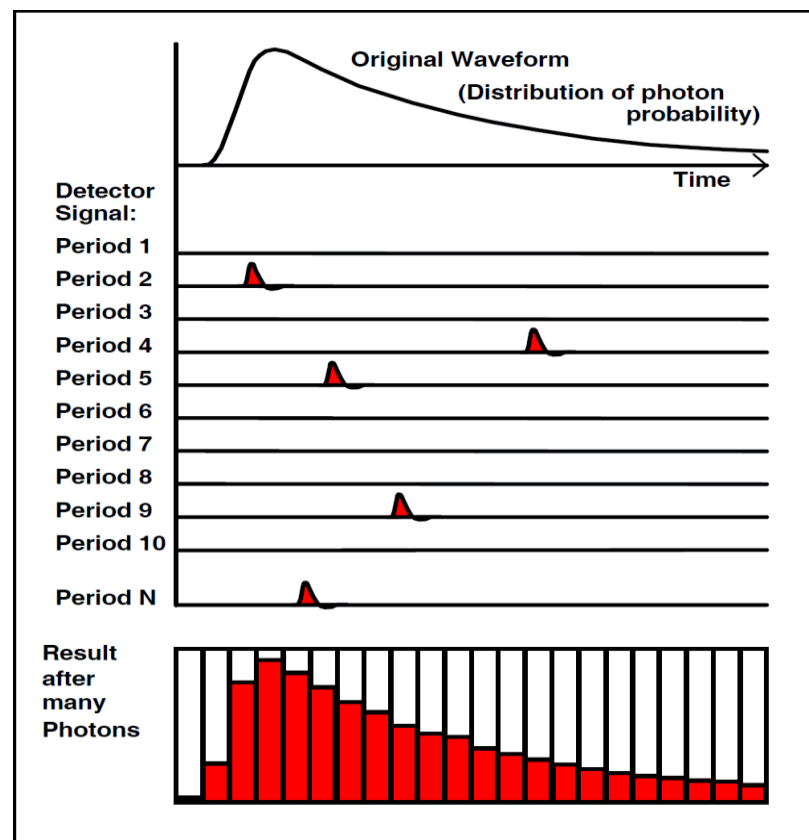 Original Waveform
(Distribution of photon
probability)
Time
Detector
Signal:
Period 1
Period 2
Period 3
Period 4
Period 5
Period 6
Period 7
Period 8
Period 9
Period 10
Period N
Result
after
many
Photons